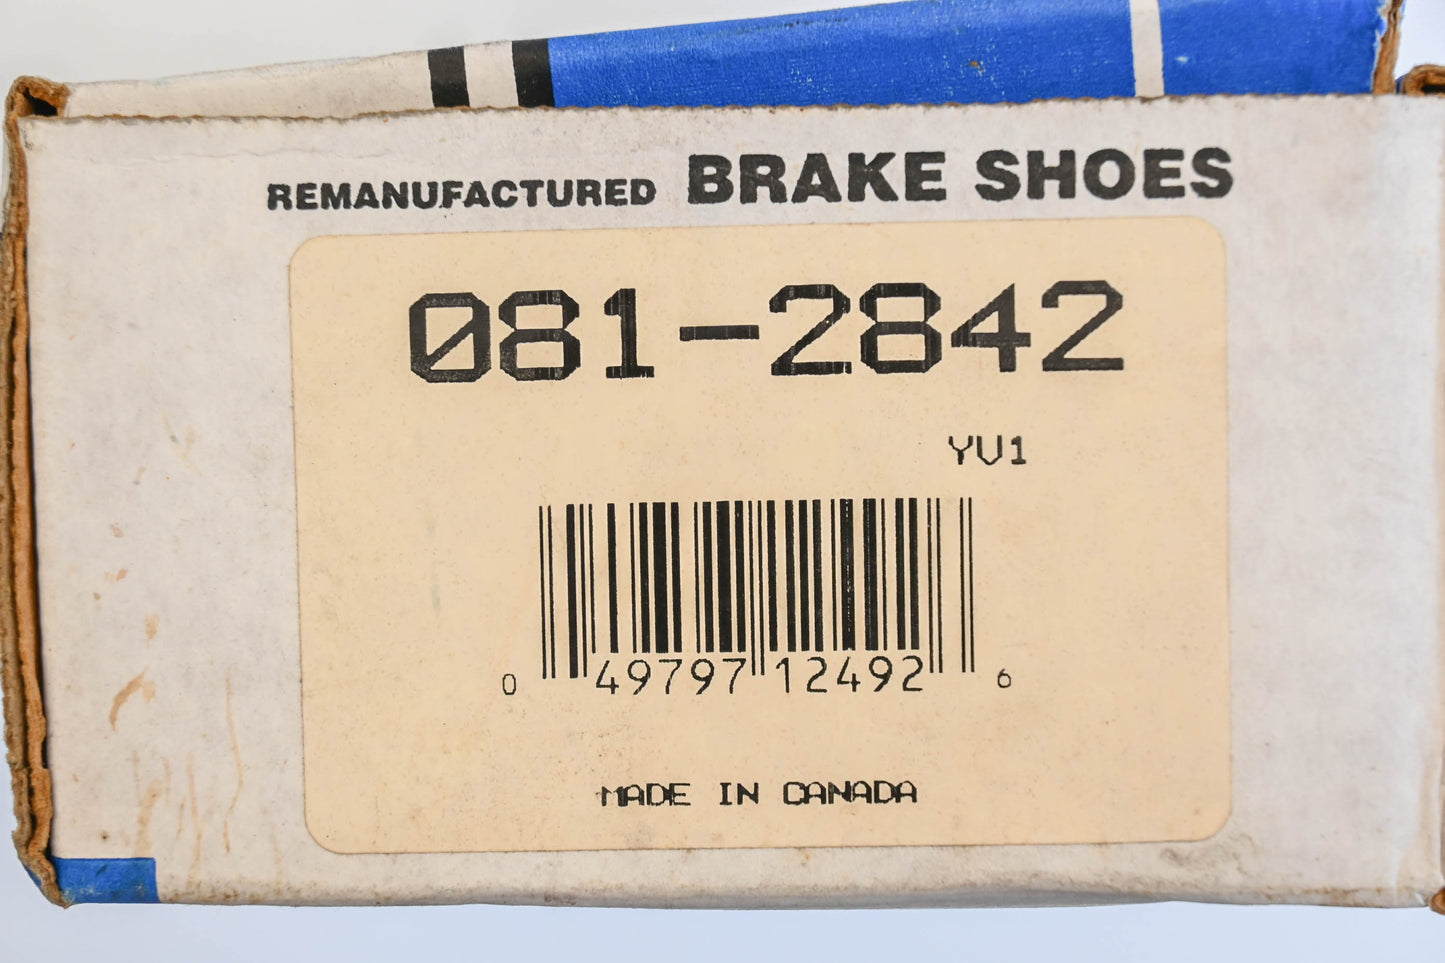 REMANUFACTURED BRAKE SHOES
081-2842
YV1
0 49797 12492 6
MADE IN CANADA